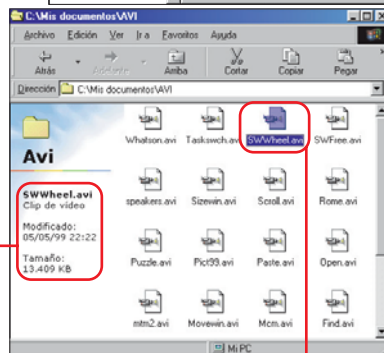 C:\Mis documentos\AVI
Archivo Edición Ver Ir a Favoritos Ayuda
Atrás Adelante Arriba Cortar Copiar Pegar
Dirección C:\Mis documentos\AVI
Avi
SWWheel.avi
Clip de vídeo
Modificado:
05/05/99 22:22
Tamaño:
13.409 KB
Whatson.avi Taskswch.avi SWWheel.avi SWFree.avi
speakers.avi Sizewin.avi Scroll.avi Rome.avi
Puzzle.avi Pict99.avi Paste.avi Open.avi
mtm2.avi Movewin.avi Mcm.avi Find.avi
Mi PC